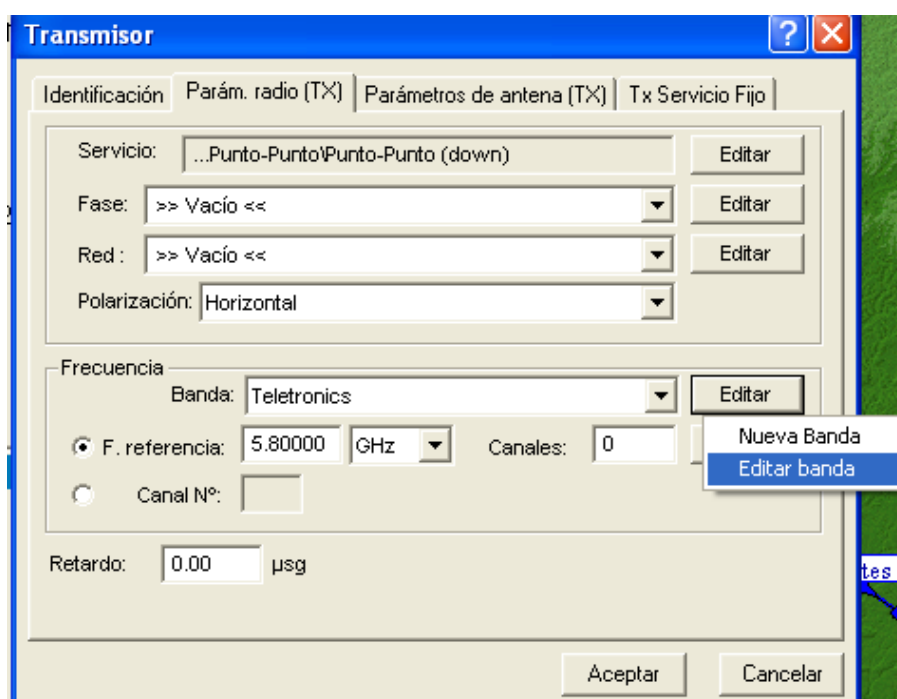 Transmisor
Identificación Parám. radio (TX) Parámetros de antena (TX) Tx Servicio Fijo
Servicio: ...Punto-Punto\Punto-Punto (down) Editar
Fase: >> Vacío << Editar
Red : >> Vacío << Editar
Polarización: Horizontal
Frecuencia
Banda: Teletronics Editar
Nueva Banda
F. referencia: 5.80000 GHz Canales: 0
Editar banda
Canal Nº:
Retardo: 0.00 µsg
tes
Aceptar Cancelar